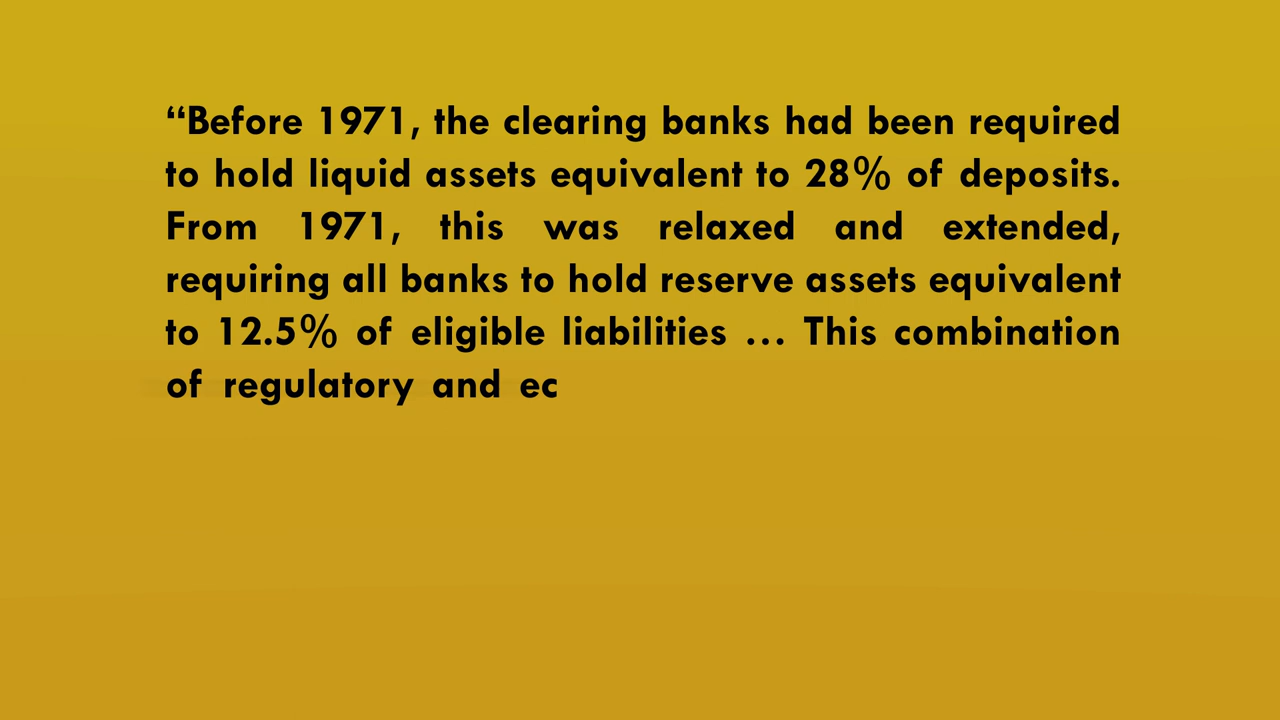 “Before 1971, the clearing banks had been required
to hold liquid assets equivalent to 28% of deposits.
From 1971, this was relaxed and extended,
requiring all banks to hold reserve assets equivalent
to 12.5% of eligible liabilities … This combination
of regulatory and ec